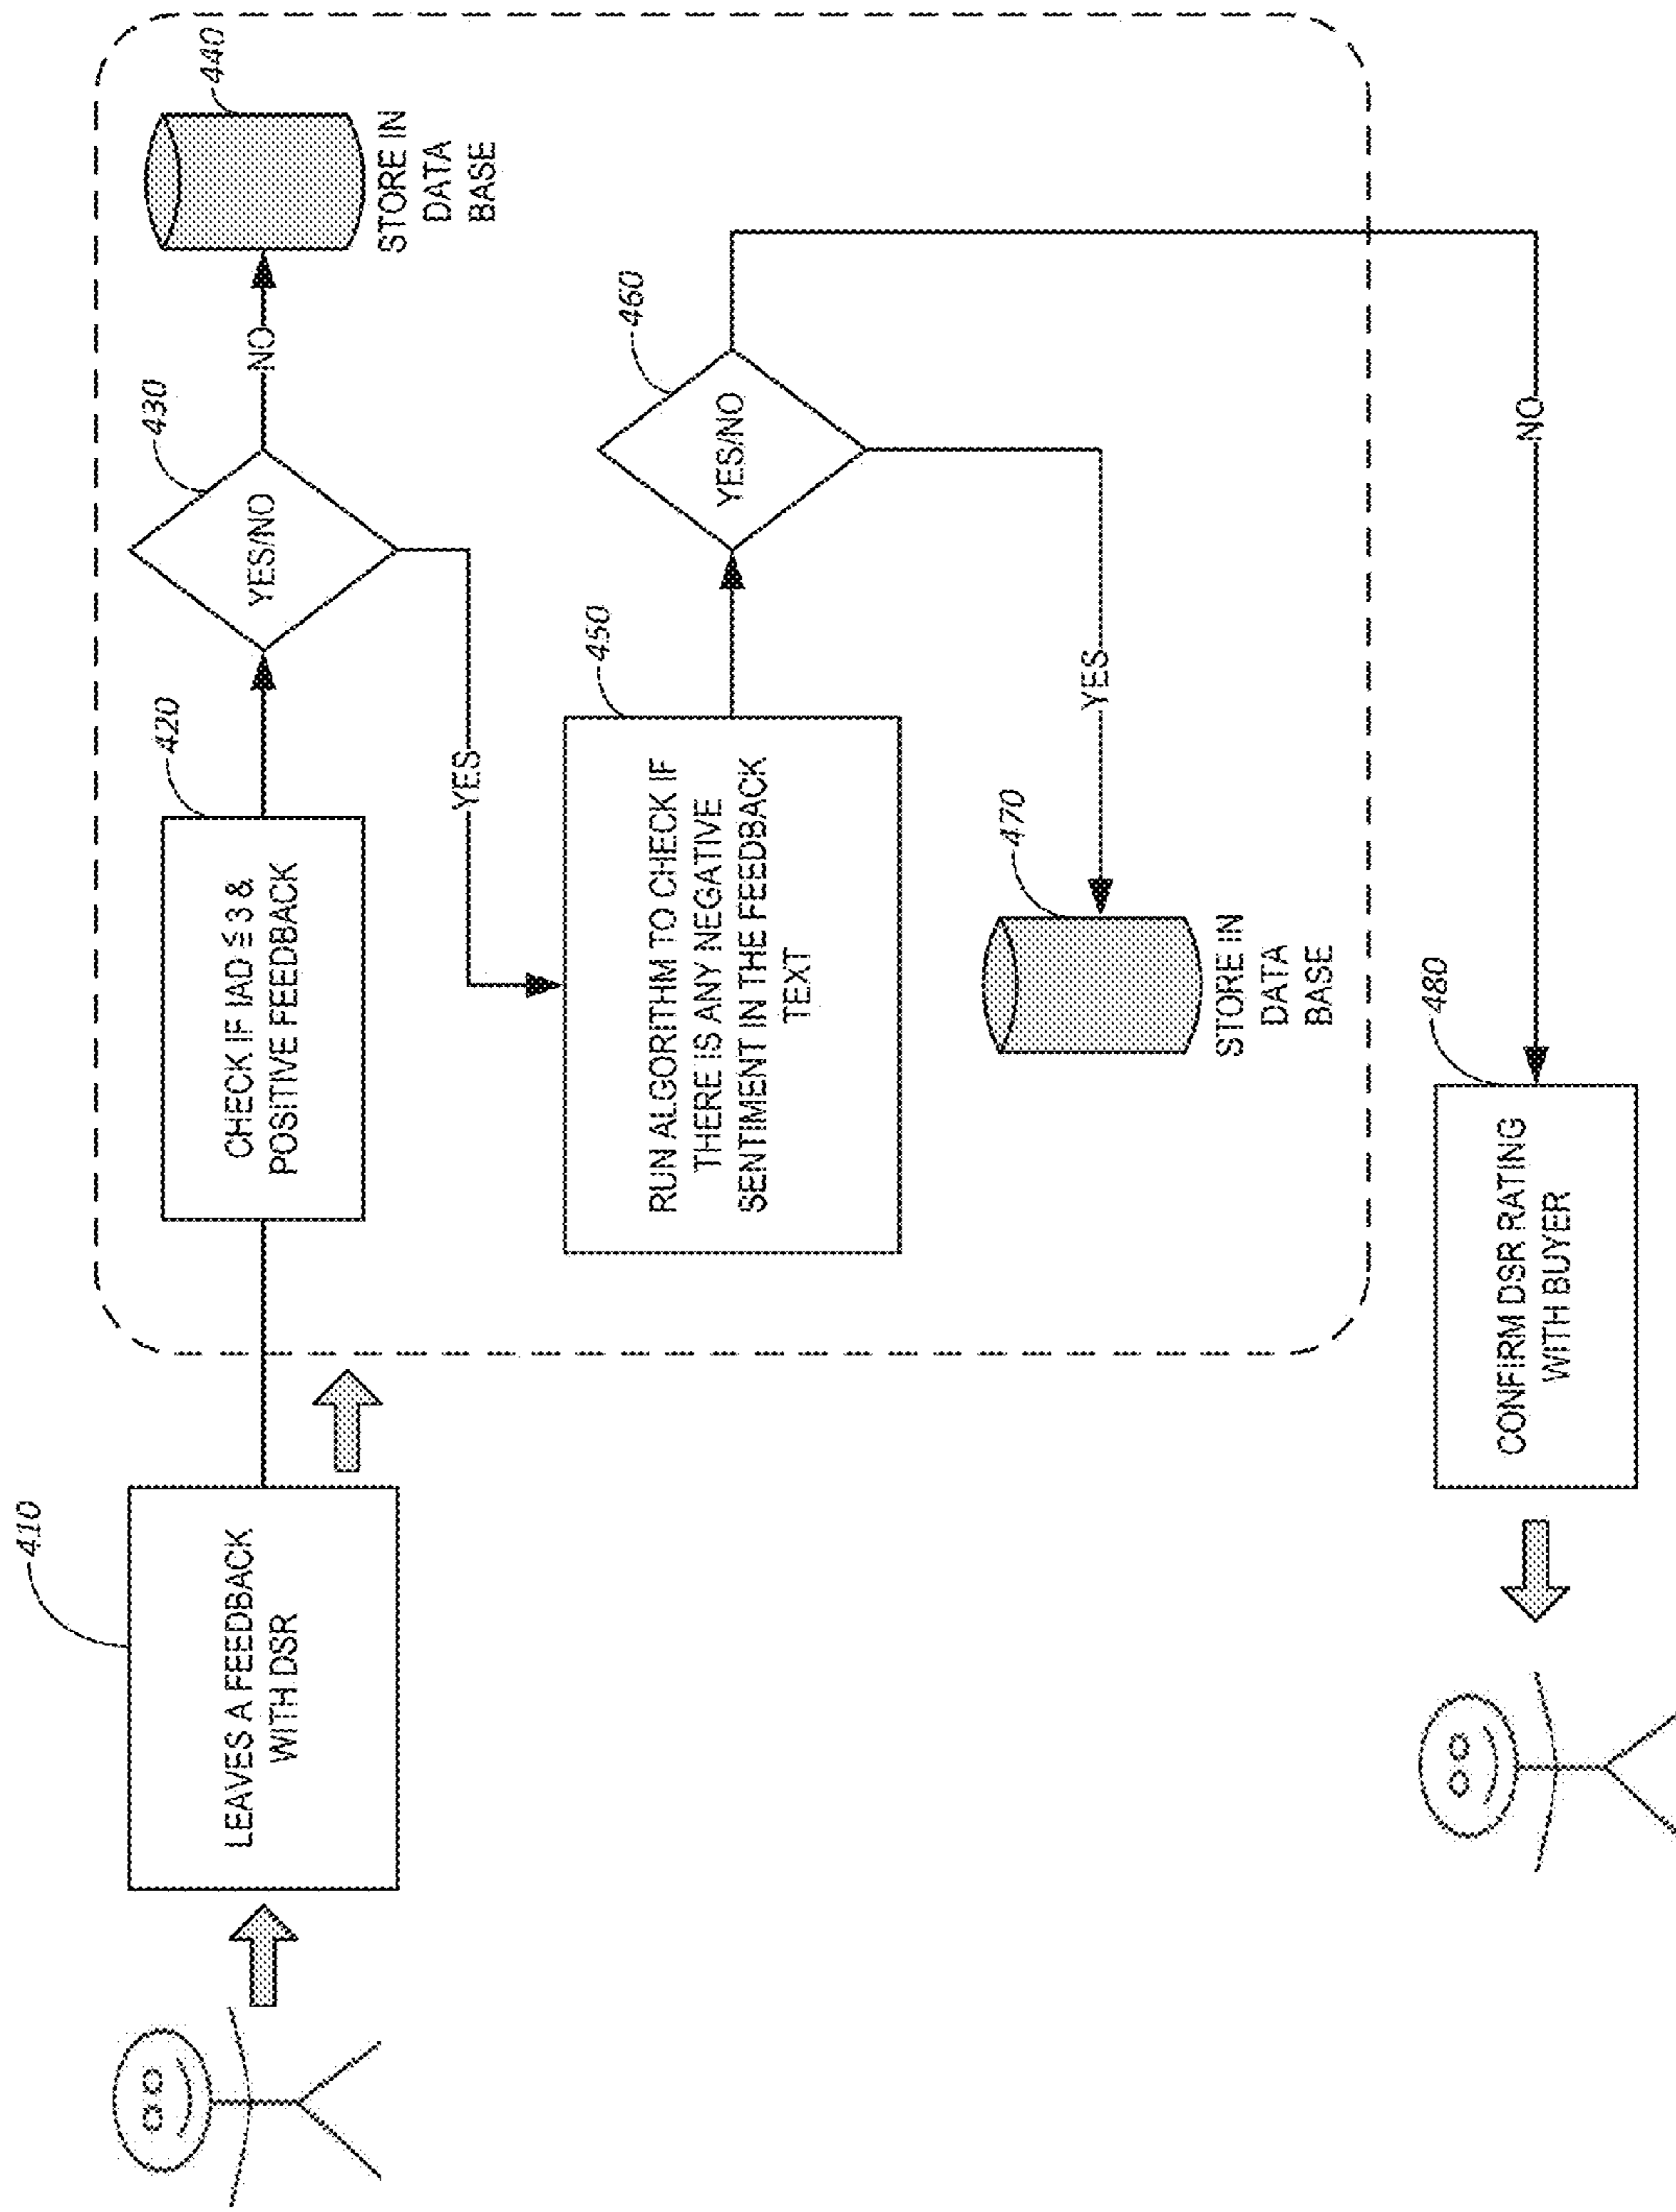 410
LEAVES A FEEDBACK
WITH DSR
420
CHECK IF IAD ≦ 3 &
POSITIVE FEEDBACK
430
YES/NO
NO
440
STORE IN
DATA
BASE
YES
450
RUN ALGORITHM TO CHECK IF
THERE IS ANY NEGATIVE
SENTIMENT IN THE FEEDBACK
TEXT
460
YES/NO
YES
470
STORE IN
DATA
BASE
NO
480
CONFIRM DSR RATING
WITH BUYER